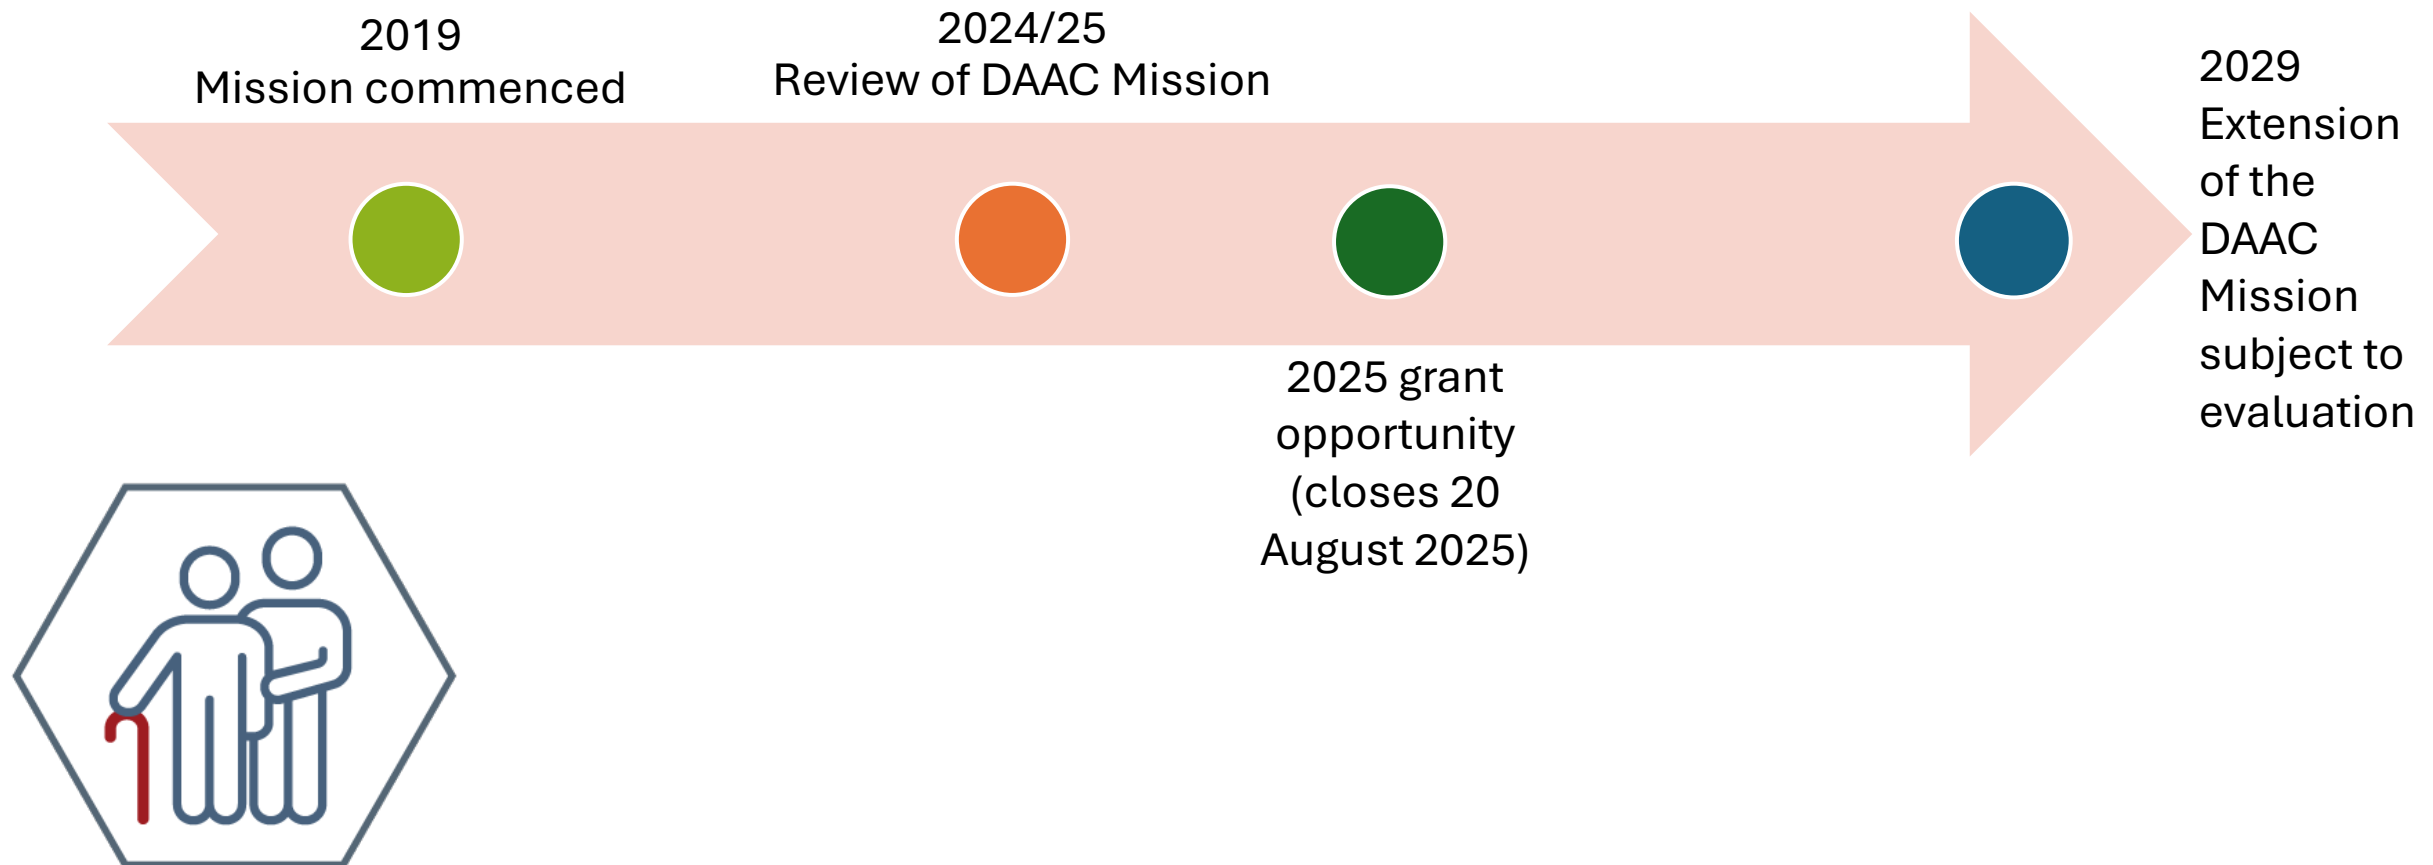 2019
Mission commenced
2024/25
Review of DAAC Mission
2025 grant
opportunity
(closes 20
August 2025)
2029
Extension
of the
DAAC
Mission
subject to
evaluation